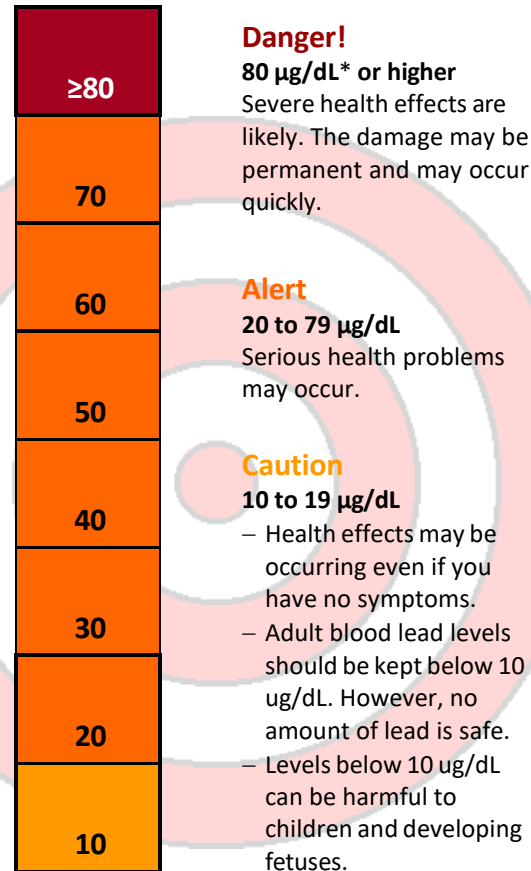 ≥80
70
60
50
40
30
20
10
Danger!
80 µg/dL* or higher
Severe health effects are
likely. The damage may be
permanent and may occur
quickly.
Alert
20 to 79 µg/dL
Serious health problems
may occur.
Caution
10 to 19 µg/dL
– Health effects may be
occurring even if you
have no symptoms.
– Adult blood lead levels
should be kept below 10
ug/dL. However, no
amount of lead is safe.
– Levels below 10 ug/dL
can be harmful to
children and developing
fetuses.